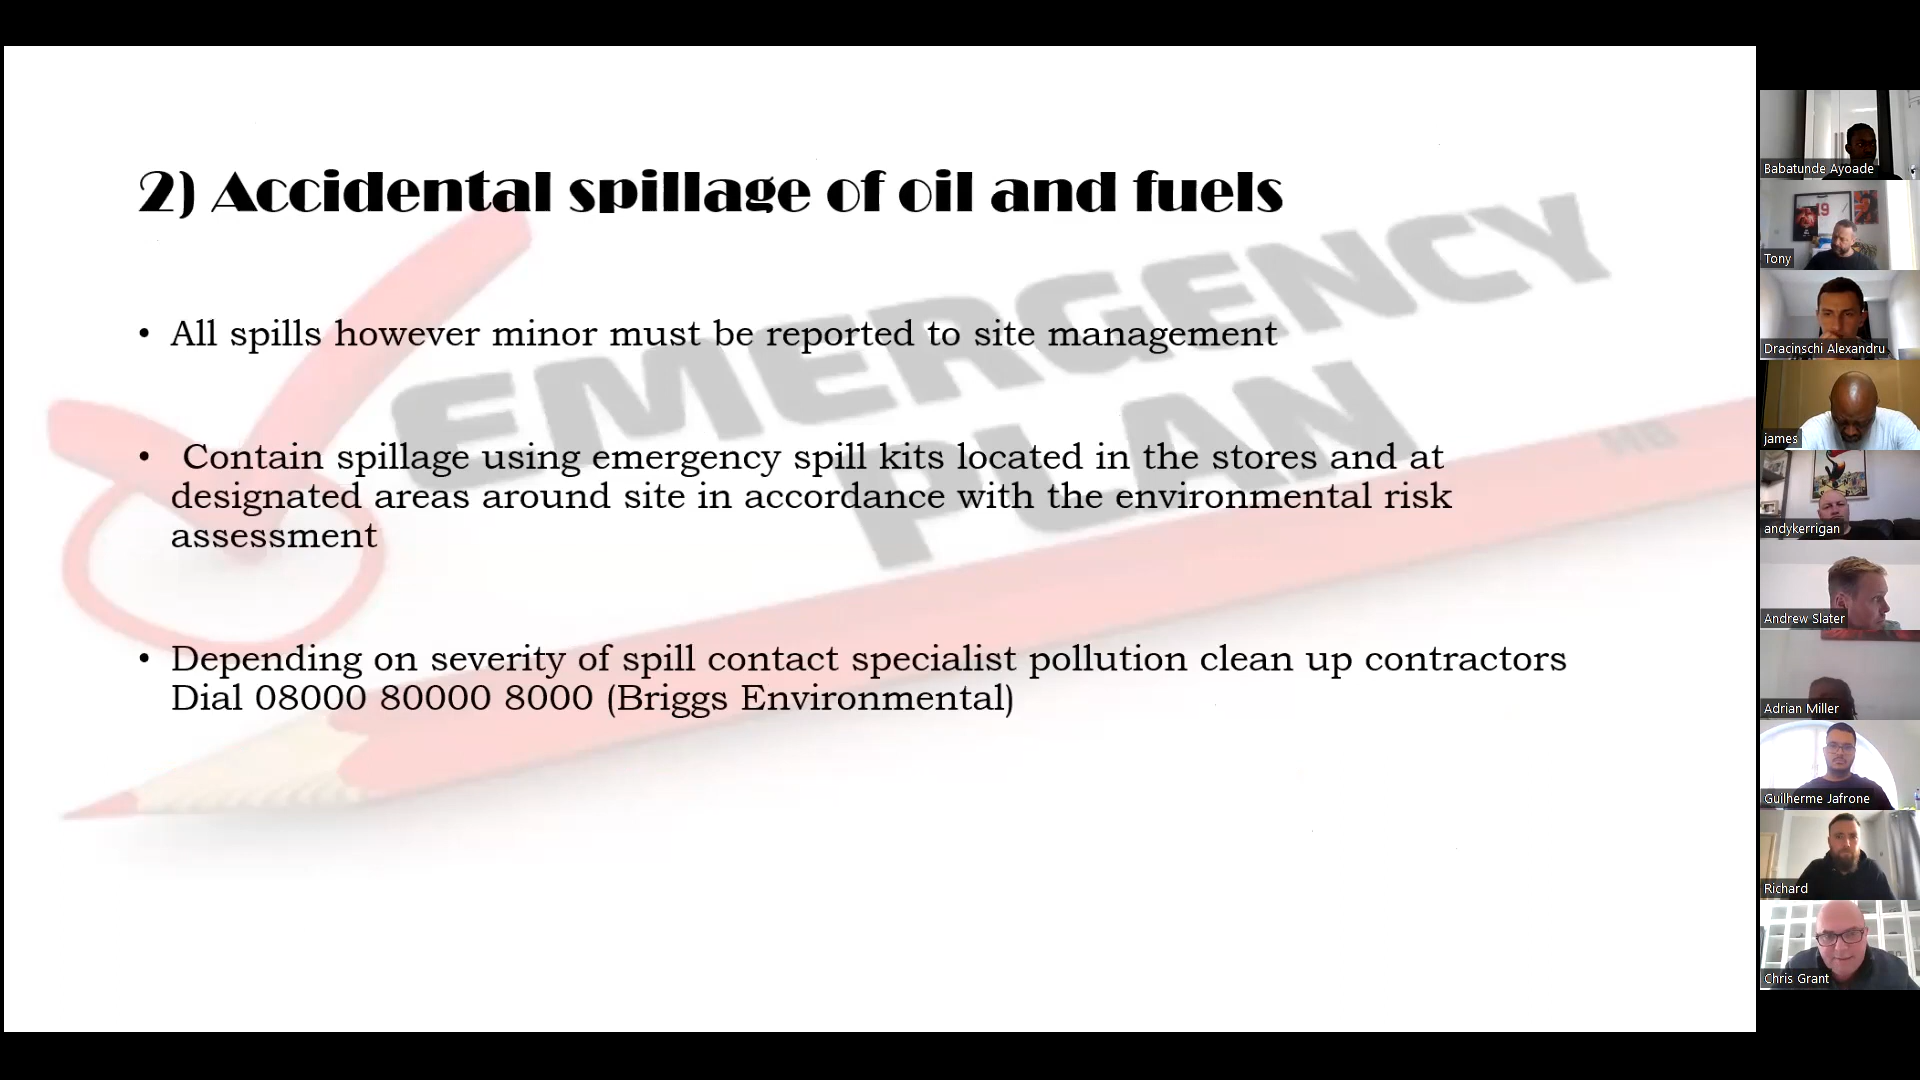 2) Accidental spillage of oil and fuels
EMERGENCY
PLAN
HB
• All spills however minor must be reported to site management
• Contain spillage using emergency spill kits located in the stores and at
designated areas around site in accordance with the environmental risk
assessment
• Depending on severity of spill contact specialist pollution clean up contractors
Dial 08000 80000 8000 (Briggs Environmental)
Babatunde Ayoade
19
Tony
Dracinschi Alexandru
james
andykerrigan
Andrew Slater
Adrian Miller
Guilherme Jafrone
Richard
Chris Grant